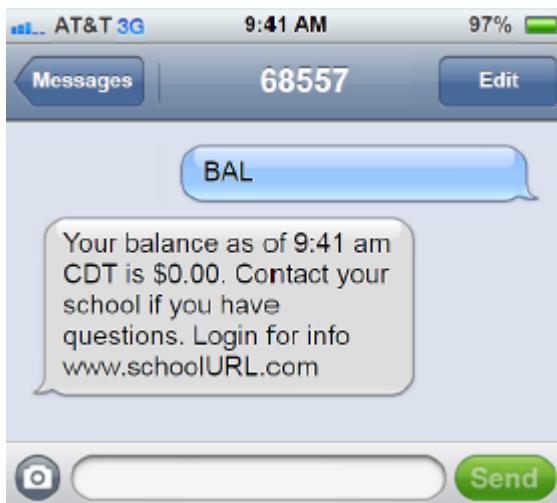 AT&T 3G 9:41 AM 97%
Messages 68557 Edit
BAL
Your balance as of 9:41 am
CDT is $0.00. Contact your
school if you have
questions. Login for info
www.schoolURL.com
Send